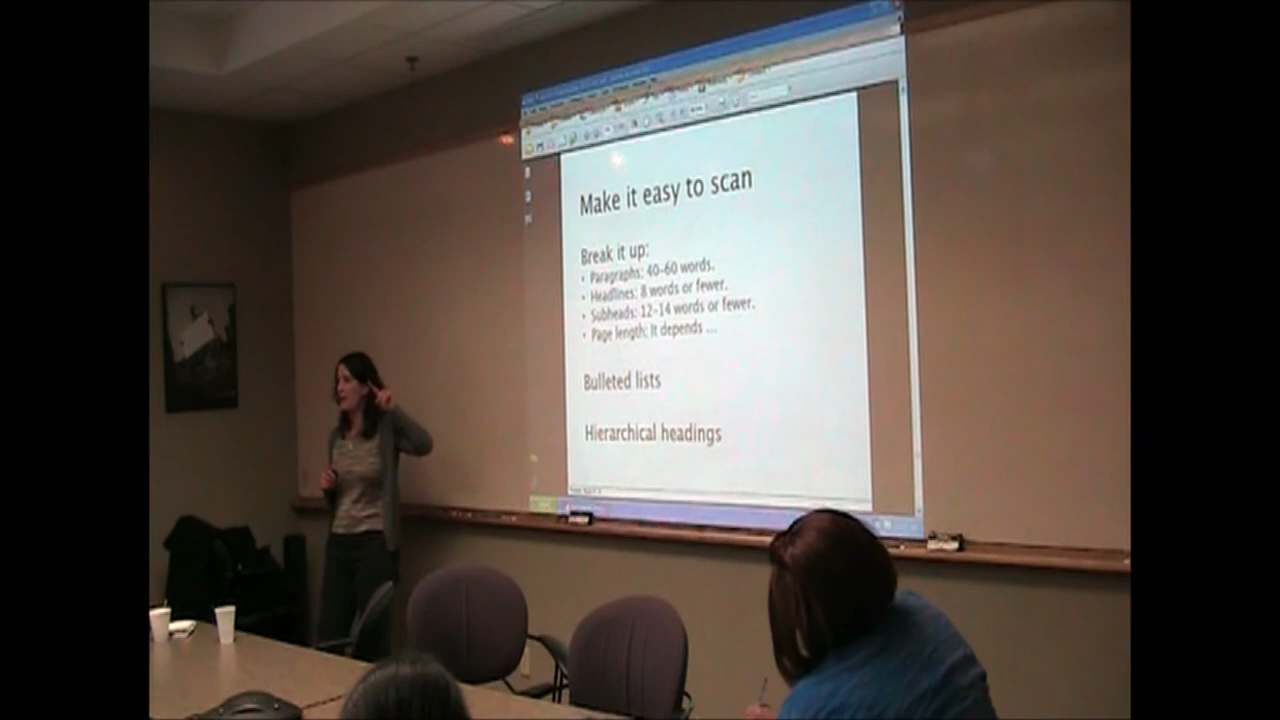 Make it easy to scan
Break it up:
• Paragraphs: 40–60 words.
• Headlines: 8 words or fewer.
• Subheads: 12–14 words or fewer.
• Page length: It depends ...
Bulleted lists
Hierarchical headings